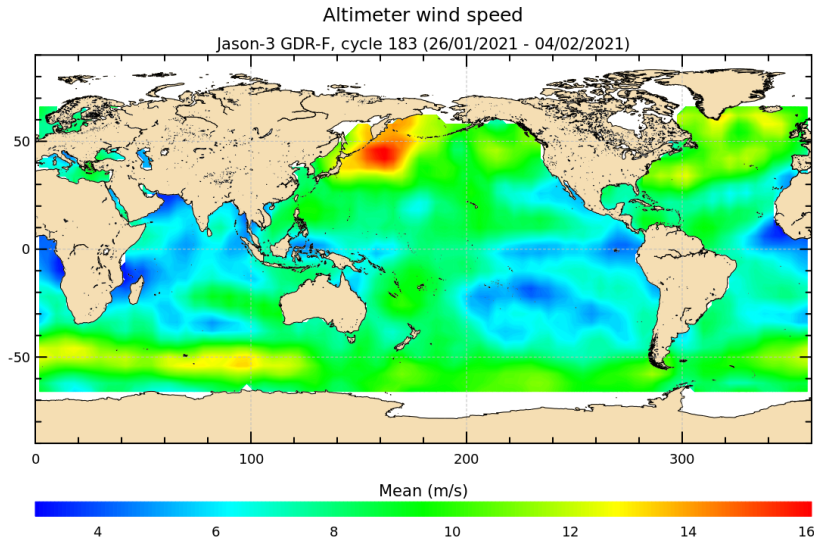 Altimeter wind speed
Jason-3 GDR-F, cycle 183 (26/01/2021 - 04/02/2021)
50
0
-50
0 100 200 300
Mean (m/s)
4 6 8 10 12 14 16